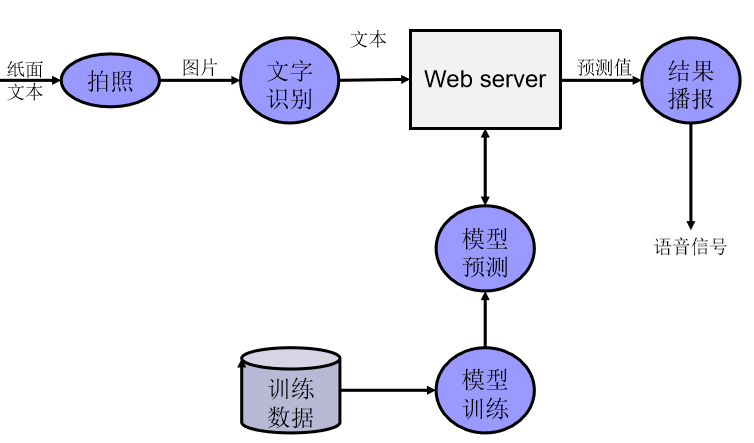 纸面
文本
拍照
图片
文字
识别
文本
Web server
预测值
结果
播报
语音信号
模型
预测
训练
数据
模型
训练